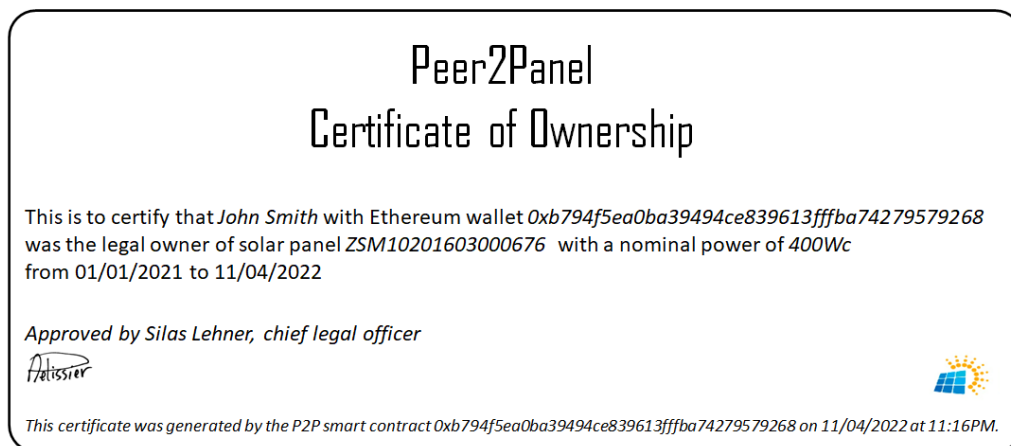 Peer2Panel
Certificate of Ownership
This is to certify that John Smith with Ethereum wallet 0xb794f5ea0ba39494ce839613fffba74279579268
was the legal owner of solar panel ZSM10201603000676 with a nominal power of 400Wc
from 01/01/2021 to 11/04/2022
Approved by Silas Lehner, chief legal officer
Pelissier
This certificate was generated by the P2P smart contract 0xb794f5ea0ba39494ce839613fffba74279579268 on 11/04/2022 at 11:16PM.